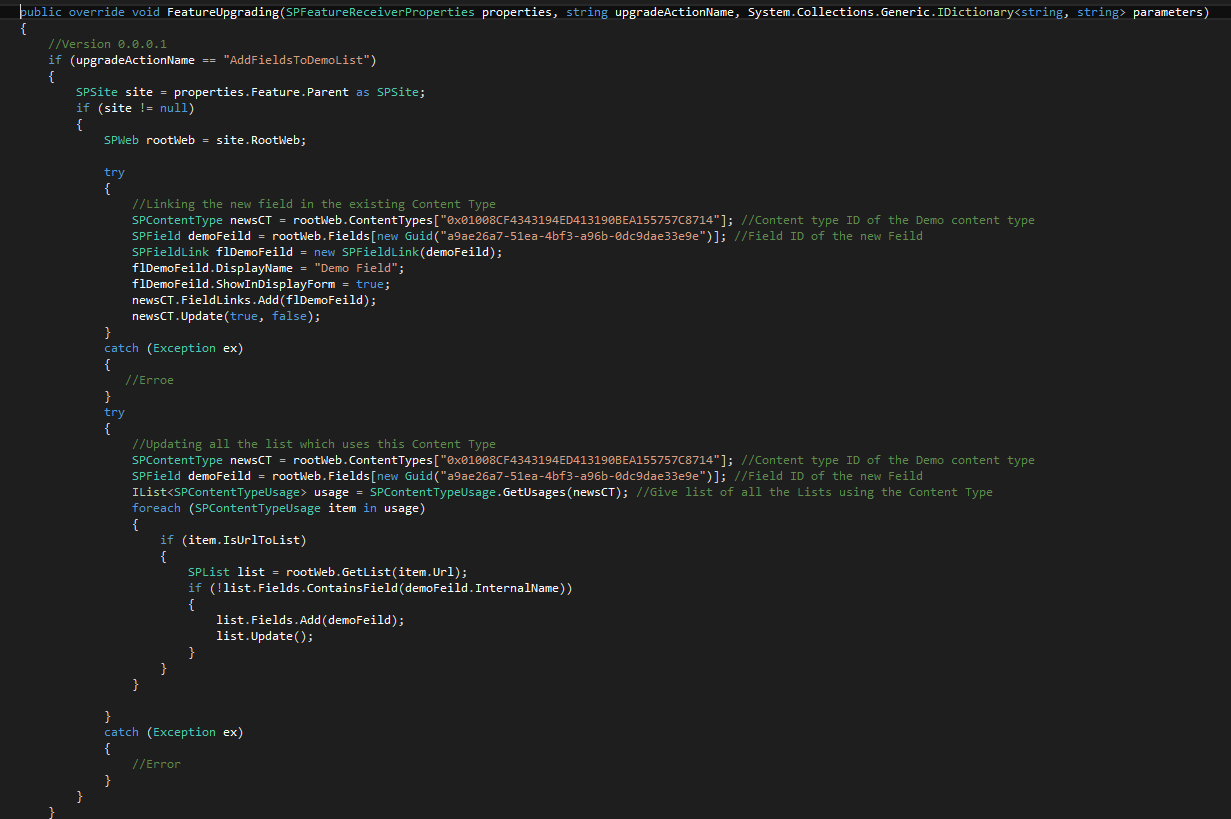 public override void FeatureUpgrading(SPFeatureReceiverProperties properties, string upgradeActionName, System.Collections.Generic.IDictionary<string, string> parameters)
{
    //Version 0.0.0.1
    if (upgradeActionName == "AddFieldsToDemoList")
    {
        SPSite site = properties.Feature.Parent as SPSite;
        if (site != null)
        {
            SPWeb rootWeb = site.RootWeb;

            try
            {
                //Linking the new field in the existing Content Type
                SPContentType newsCT = rootWeb.ContentTypes["0x01008CF4343194ED413190BEA155757C8714"]; //Content type ID of the Demo content type
                SPField demoFeild = rootWeb.Fields[new Guid("a9ae26a7-51ea-4bf3-a96b-0dc9dae33e9e")]; //Field ID of the new Feild
                SPFieldLink flDemoFeild = new SPFieldLink(demoFeild);
                flDemoFeild.DisplayName = "Demo Field";
                flDemoFeild.ShowInDisplayForm = true;
                newsCT.FieldLinks.Add(flDemoFeild);
                newsCT.Update(true, false);
            }
            catch (Exception ex)
            {
               //Erroe
            }
            try
            {
                //Updating all the list which uses this Content Type
                SPContentType newsCT = rootWeb.ContentTypes["0x01008CF4343194ED413190BEA155757C8714"]; //Content type ID of the Demo content type
                SPField demoFeild = rootWeb.Fields[new Guid("a9ae26a7-51ea-4bf3-a96b-0dc9dae33e9e")]; //Field ID of the new Feild
                IList<SPContentTypeUsage> usage = SPContentTypeUsage.GetUsages(newsCT); //Give list of all the Lists using the Content Type
                foreach (SPContentTypeUsage item in usage)
                {
                    if (item.IsUrlToList)
                    {
                        SPList list = rootWeb.GetList(item.Url);
                        if (!list.Fields.ContainsField(demoFeild.InternalName))
                        {
                            list.Fields.Add(demoFeild);
                            list.Update();
                        }
                    }
                }

            }
            catch (Exception ex)
            {
                //Error
            }
        }
    }